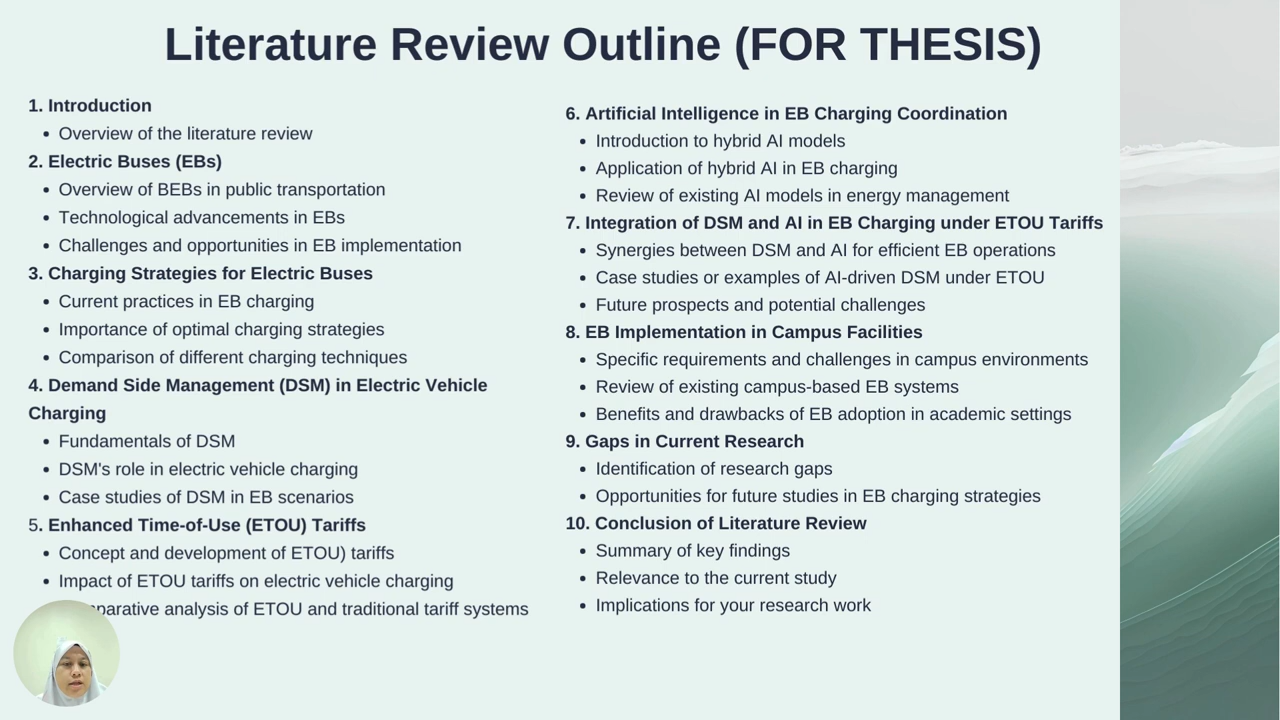 Literature Review Outline (FOR THESIS)
1. Introduction
• Overview of the literature review
2. Electric Buses (EBs)
• Overview of BEBs in public transportation
• Technological advancements in EBs
• Challenges and opportunities in EB implementation
3. Charging Strategies for Electric Buses
• Current practices in EB charging
• Importance of optimal charging strategies
• Comparison of different charging techniques
4. Demand Side Management (DSM) in Electric Vehicle
Charging
• Fundamentals of DSM
• DSM's role in electric vehicle charging
• Case studies of DSM in EB scenarios
5. Enhanced Time-of-Use (ETOU) Tariffs
• Concept and development of ETOU) tariffs
• Impact of ETOU tariffs on electric vehicle charging
analysis of ETOU and traditional tariff systems
6. Artificial Intelligence in EB Charging Coordination
• Introduction to hybrid AI models
• Application of hybrid AI in EB charging
• Review of existing AI models in energy management
7. Integration of DSM and AI in EB Charging under ETOU Tariffs
• Synergies between DSM and AI for efficient EB operations
• Case studies or examples of AI-driven DSM under ETOU
• Future prospects and potential challenges
8. EB Implementation in Campus Facilities
• Specific requirements and challenges in campus environments
• Review of existing campus-based EB systems
• Benefits and drawbacks of EB adoption in academic settings
9. Gaps in Current Research
• Identification of research gaps
• Opportunities for future studies in EB charging strategies
10. Conclusion of Literature Review
• Summary of key findings
• Relevance to the current study
• Implications for your research work